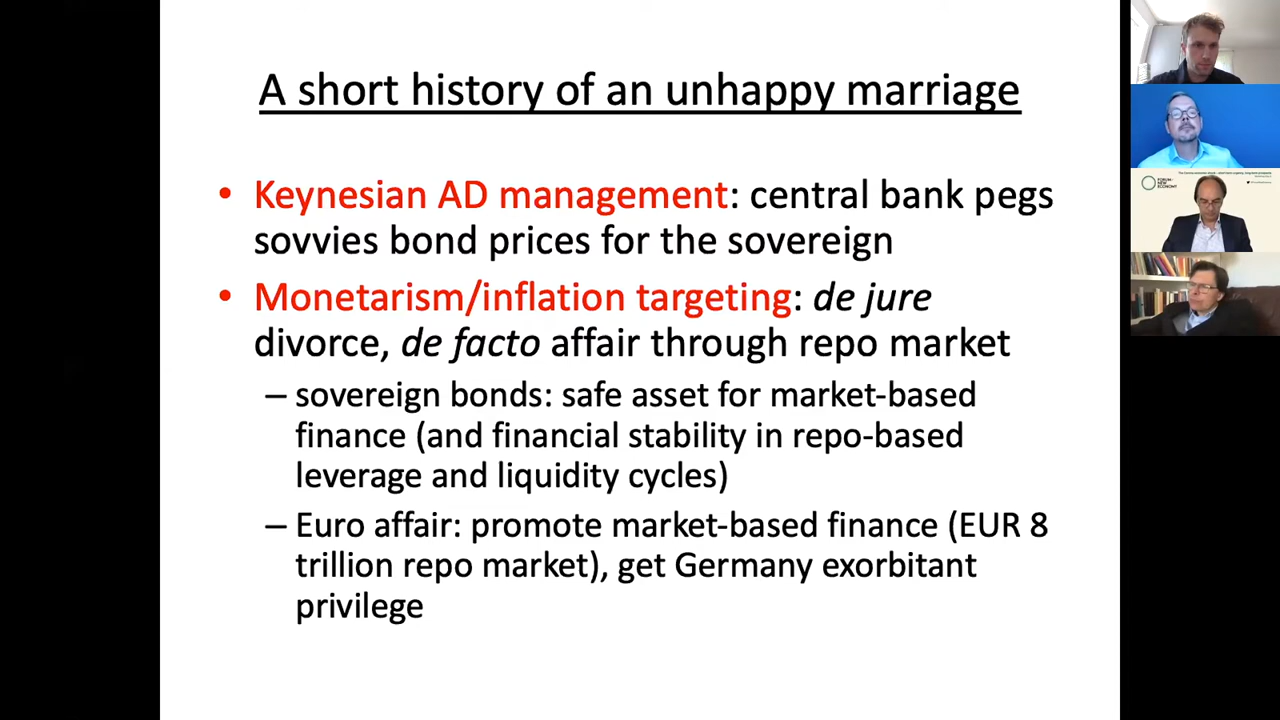 A short history of an unhappy marriage
• Keynesian AD management: central bank pegs
sovvies bond prices for the sovereign
• Monetarism/inflation targeting: de jure
divorce, de facto affair through repo market
– sovereign bonds: safe asset for market-based
finance (and financial stability in repo-based
leverage and liquidity cycles)
– Euro affair: promote market-based finance (EUR 8
trillion repo market), get Germany exorbitant
privilege
FORUM
NEW
ECONOMY